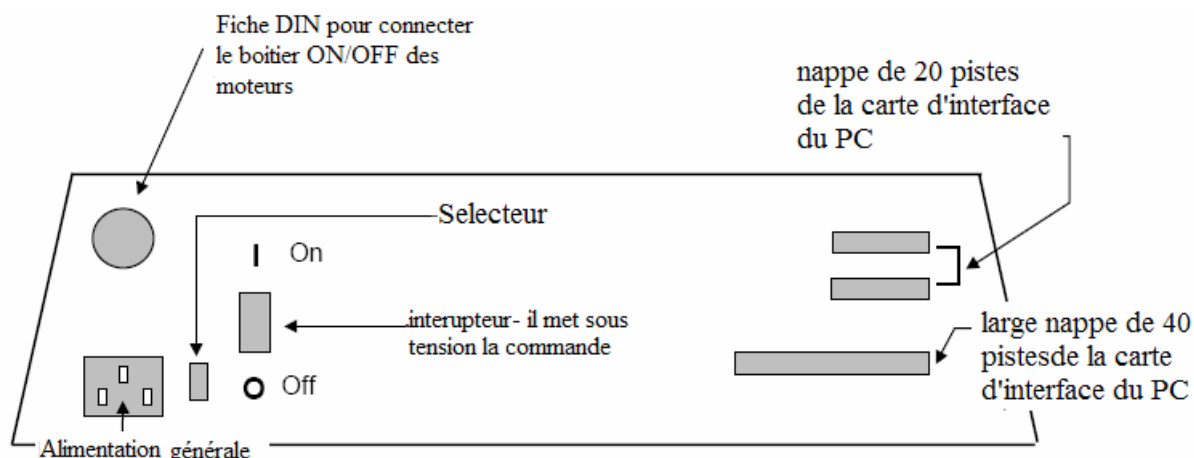 Fiche DIN pour connecter
le boitier ON/OFF des
moteurs
nappe de 20 pistes
de la carte d'interface
du PC
Selecteur
On
interupteur- il met sous
tension la commande
large nappe de 40
pistesde la carte
d'interface du PC
Off
Alimentation générale